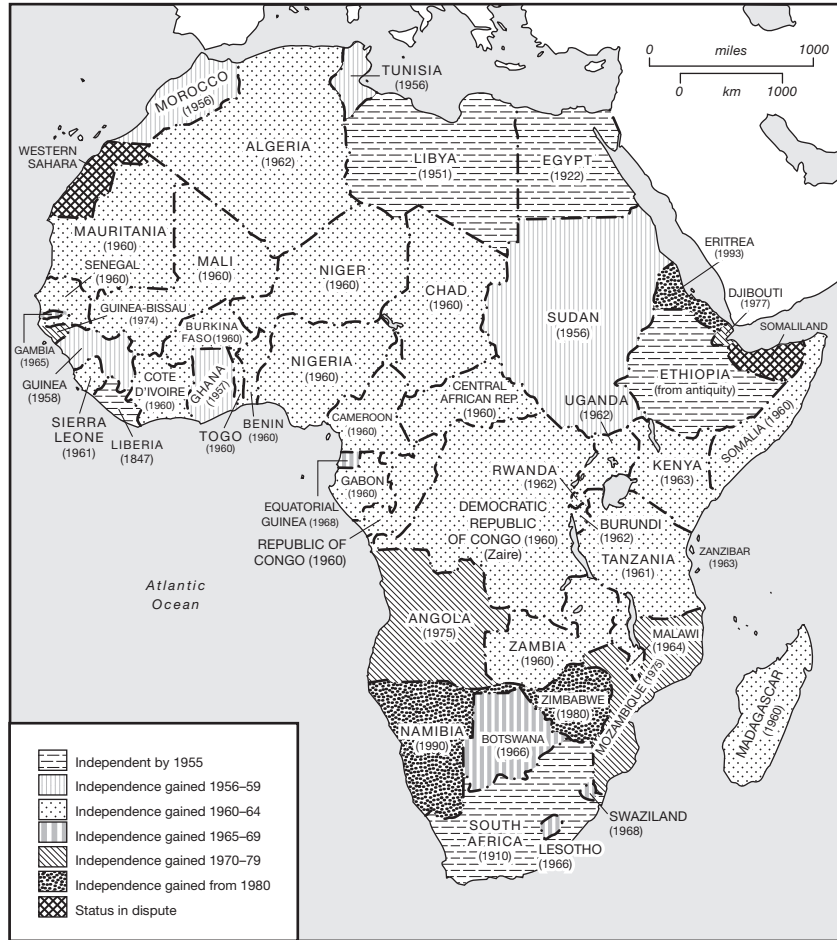 0 miles 1000
0 km 1000
TUNISIA
(1956)
MOROCCO
(1956)
ALGERIA
(1962)
WESTERN
SAHARA
LIBYA
(1951)
EGYPT
(1922)
MAURITANIA
(1960)
MALI
(1960)
NIGER
(1960)
CHAD
(1960)
SUDAN
(1956)
ERITREA
(1993)
DJIBOUTI
(1977)
SOMALILAND
SENEGAL
(1960)
GUINEA-BISSAU
(1974)
GAMBIA
(1965)
GUINEA
(1958)
BURKINA
FASO(1960)
SIERRA
LEONE
(1961)
LIBERIA
(1847)
COTE
D'IVOIRE
(1960)
GHANA
(1957)
TOGO
(1960)
BENIN
(1960)
NIGERIA
(1960)
CAMEROON
(1960)
CENTRAL
AFRICAN REP.
(1960)
ETHIOPIA
(from antiquity)
SOMALIA (1960)
UGANDA
(1962)
KENYA
(1963)
RWANDA
(1962)
BURUNDI
(1962)
EQUATORIAL
GUINEA (1968)
GABON
(1960)
REPUBLIC OF
CONGO (1960)
DEMOCRATIC
REPUBLIC
OF CONGO (1960)
(Zaire)
TANZANIA
(1961)
ZANZIBAR
(1963)
Atlantic
Ocean
ANGOLA
(1975)
ZAMBIA
(1960)
MALAWI
(1964)
MOZAMBIQUE (1975)
MADAGASCAR
(1960)
ZIMBABWE
(1980)
NAMIBIA
(1990)
BOTSWANA
(1966)
SWAZILAND
(1968)
SOUTH
AFRICA
(1910)
LESOTHO
(1966)
Independent by 1955
Independence gained 1956–59
Independence gained 1960–64
Independence gained 1965–69
Independence gained 1970–79
Independence gained from 1980
Status in dispute